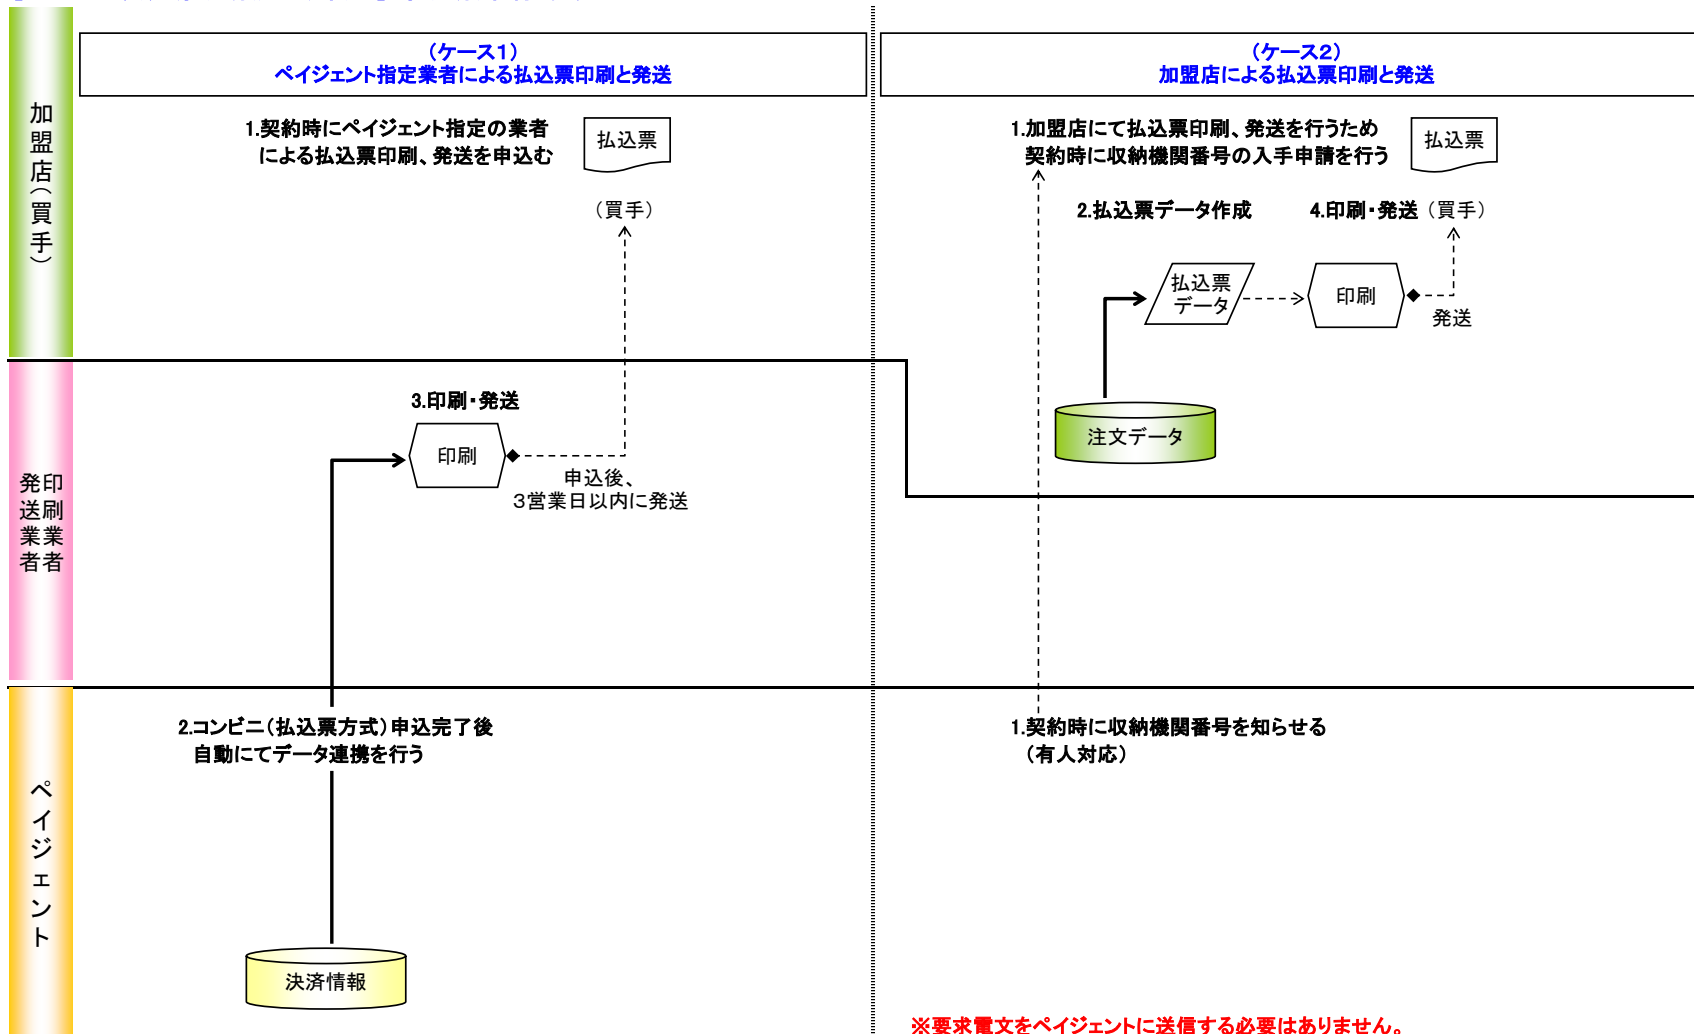 加盟店（買手）
（ケース１）
ペイジェント指定業者による払込票印刷と発送
1.契約時にペイジェント指定の業者
による払込票印刷、発送を申込む
払込票
（買手）
（ケース２）
加盟店による払込票印刷と発送
1.加盟店にて払込票印刷、発送を行うため
契約時に収納機関番号の入手申請を行う
払込票
2.払込票データ作成
4.印刷・発送
（買手）
払込票
データ
印刷
発送
注文データ
印刷業者
発送業者
3.印刷・発送
印刷
申込後、
３営業日以内に発送
ペイジェント
2.コンビニ（払込票方式）申込完了後
自動にてデータ連携を行う
決済情報
1.契約時に収納機関番号を知らせる
（有人対応）
※要求電文をペイジェントに送信する必要はありません。